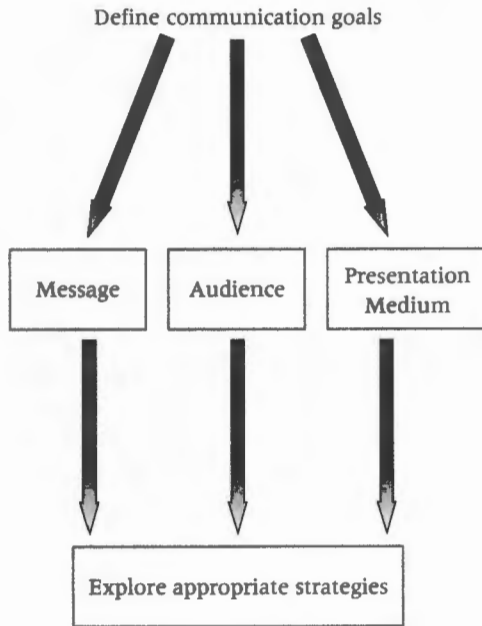 Define communication goals
Message
Audience
Presentation
Medium
Explore appropriate strategies